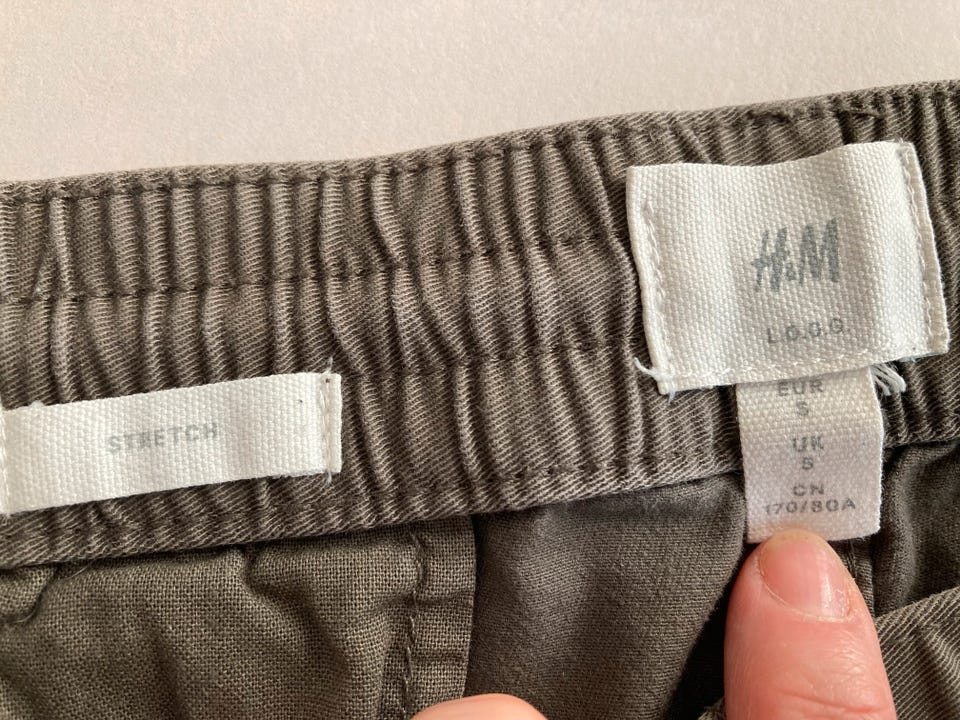 STRETCH
H&M
L.O.G.G.
EUR
S
UK
S
CN
170/80A